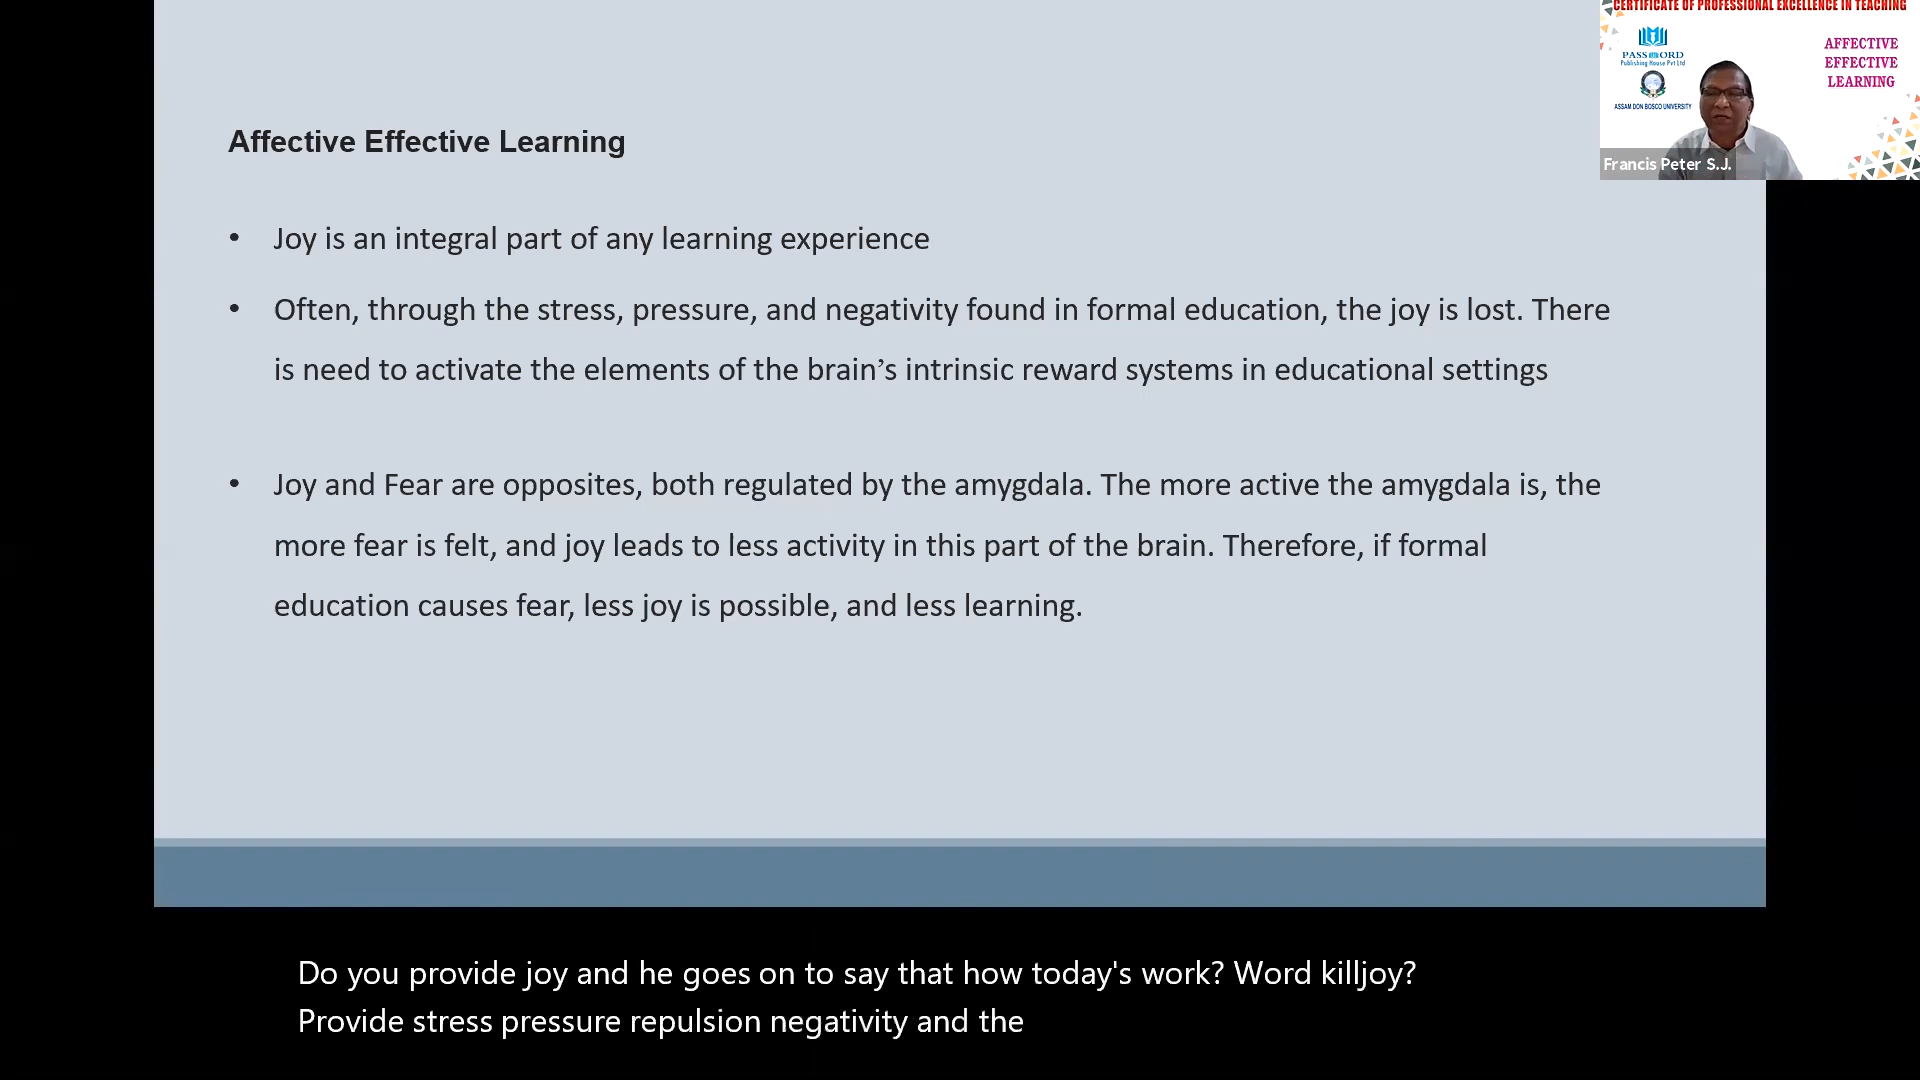 CERTIFICATE OF PROFESSIONAL EXCELLENCE IN TEACHING
PASSWORD
Publishing House Pvt Ltd
ASSAM DON BOSCO UNIVERSITY
AFFECTIVE
EFFECTIVE
LEARNING
Francis Peter S.J.
Affective Effective Learning
• Joy is an integral part of any learning experience
• Often, through the stress, pressure, and negativity found in formal education, the joy is lost. There
is need to activate the elements of the brain’s intrinsic reward systems in educational settings
• Joy and Fear are opposites, both regulated by the amygdala. The more active the amygdala is, the
more fear is felt, and joy leads to less activity in this part of the brain. Therefore, if formal
education causes fear, less joy is possible, and less learning.
Do you provide joy and he goes on to say that how today's work? Word killjoy?
Provide stress pressure repulsion negativity and the